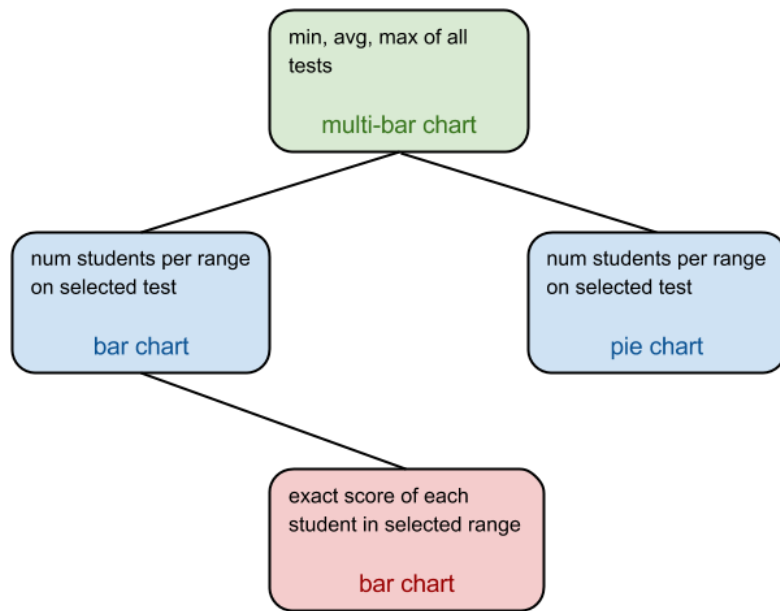 min, avg, max of all
tests
multi-bar chart
num students per range
on selected test
bar chart
num students per range
on selected test
pie chart
exact score of each
student in selected range
bar chart